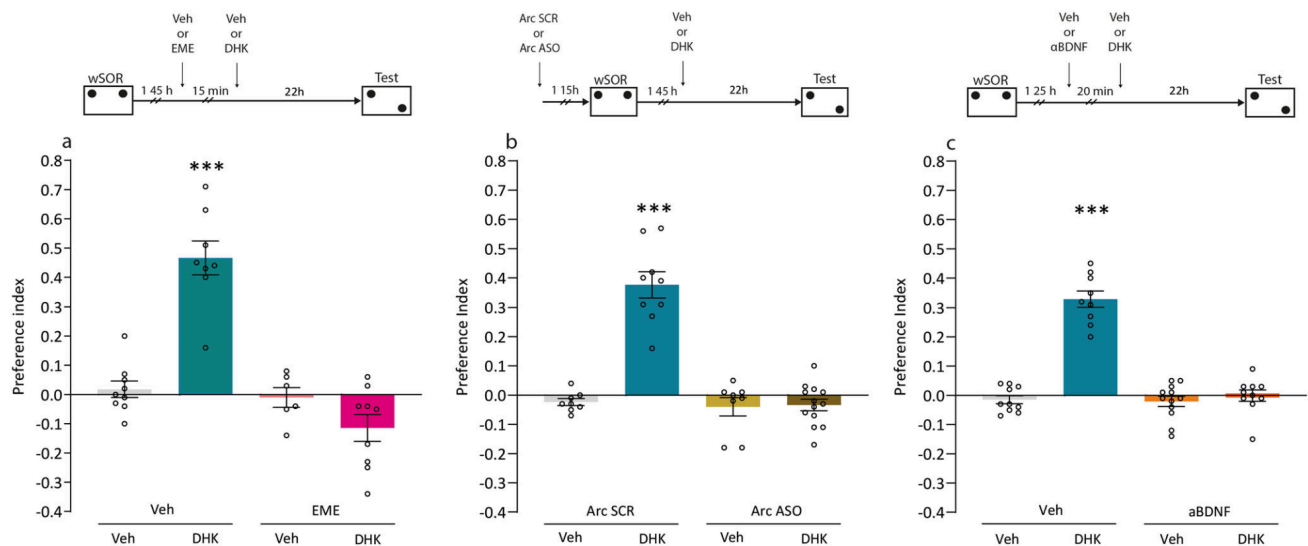 Veh
or
EME
Veh
or
DHK
wSOR
1 45 h
15 min
22h
Test
Arc SCR
or
Arc ASO
Veh
or
DHK
1 15h
wSOR
1 45 h
22h
Test
Veh
or
αBDNF
Veh
or
DHK
wSOR
1 25 h
20 min
22h
Test
a
Preference index
0.8
0.7
0.6
0.5
0.4
0.3
0.2
0.1
0.0
-0.1
-0.2
-0.3
-0.4
***
Veh
EME
Veh
DHK
Veh
DHK
b
Preference index
0.8
0.7
0.6
0.5
0.4
0.3
0.2
0.1
0.0
-0.1
-0.2
-0.3
-0.4
***
Arc SCR
Arc ASO
Veh
DHK
Veh
DHK
c
Preference Index
0.8
0.7
0.6
0.5
0.4
0.3
0.2
0.1
0.0
-0.1
-0.2
-0.3
-0.4
***
Veh
aBDNF
Veh
DHK
Veh
DHK